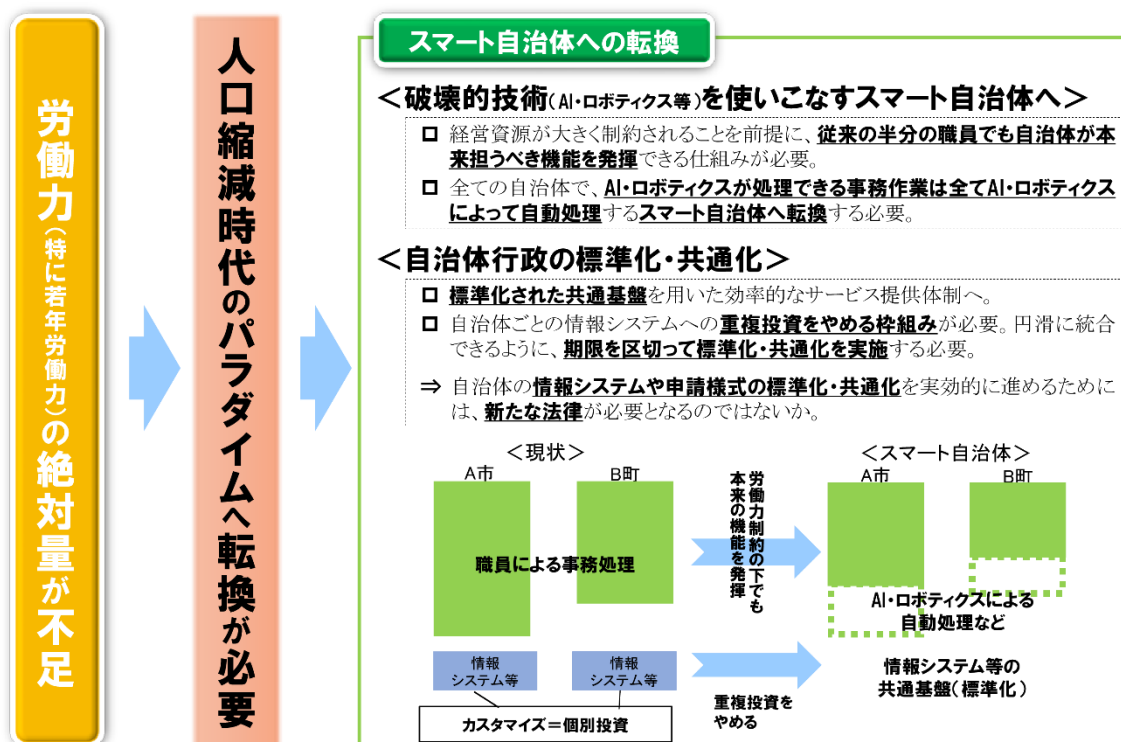 労働力(特に若年労働力)の絶対量が不足
人口縮減時代のパラダイムへ転換が必要
スマート自治体への転換
＜破壊的技術(AI・ロボティクス等)を使いこなすスマート自治体へ＞
□ 経営資源が大きく制約されることを前提に、従来の半分の職員でも自治体が本
来担うべき機能を発揮できる仕組みが必要。
□ 全ての自治体で、AI・ロボティクスが処理できる事務作業は全てAI・ロボティクス
によって自動処理するスマート自治体へ転換する必要。
＜自治体行政の標準化・共通化＞
□ 標準化された共通基盤を用いた効率的なサービス提供体制へ。
□ 自治体ごとの情報システムへの重複投資をやめる枠組みが必要。円滑に統合
できるように、期限を区切って標準化・共通化を実施する必要。
⇒ 自治体の情報システムや申請様式の標準化・共通化を実効的に進めるために
は、新たな法律が必要となるのではないか。
＜現状＞
A市
B町
職員による事務処理
情報
システム等
情報
システム等
カスタマイズ＝個別投資
労働力制約の下でも
本来の機能を発揮
重複投資を
やめる
＜スマート自治体＞
A市
B町
AI・ロボティクスによる
自動処理など
情報システム等の
共通基盤(標準化)